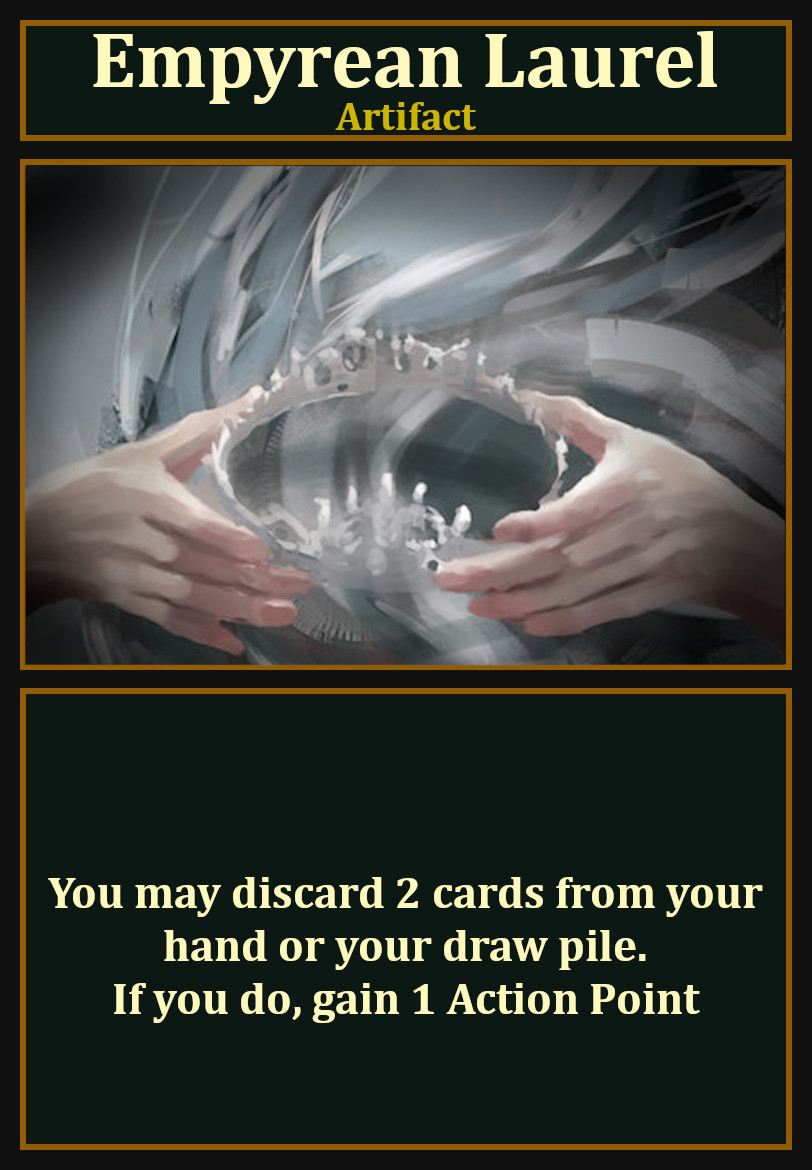 Empyrean Laurel
Artifact
You may discard 2 cards from your
hand or your draw pile.
If you do, gain 1 Action Point